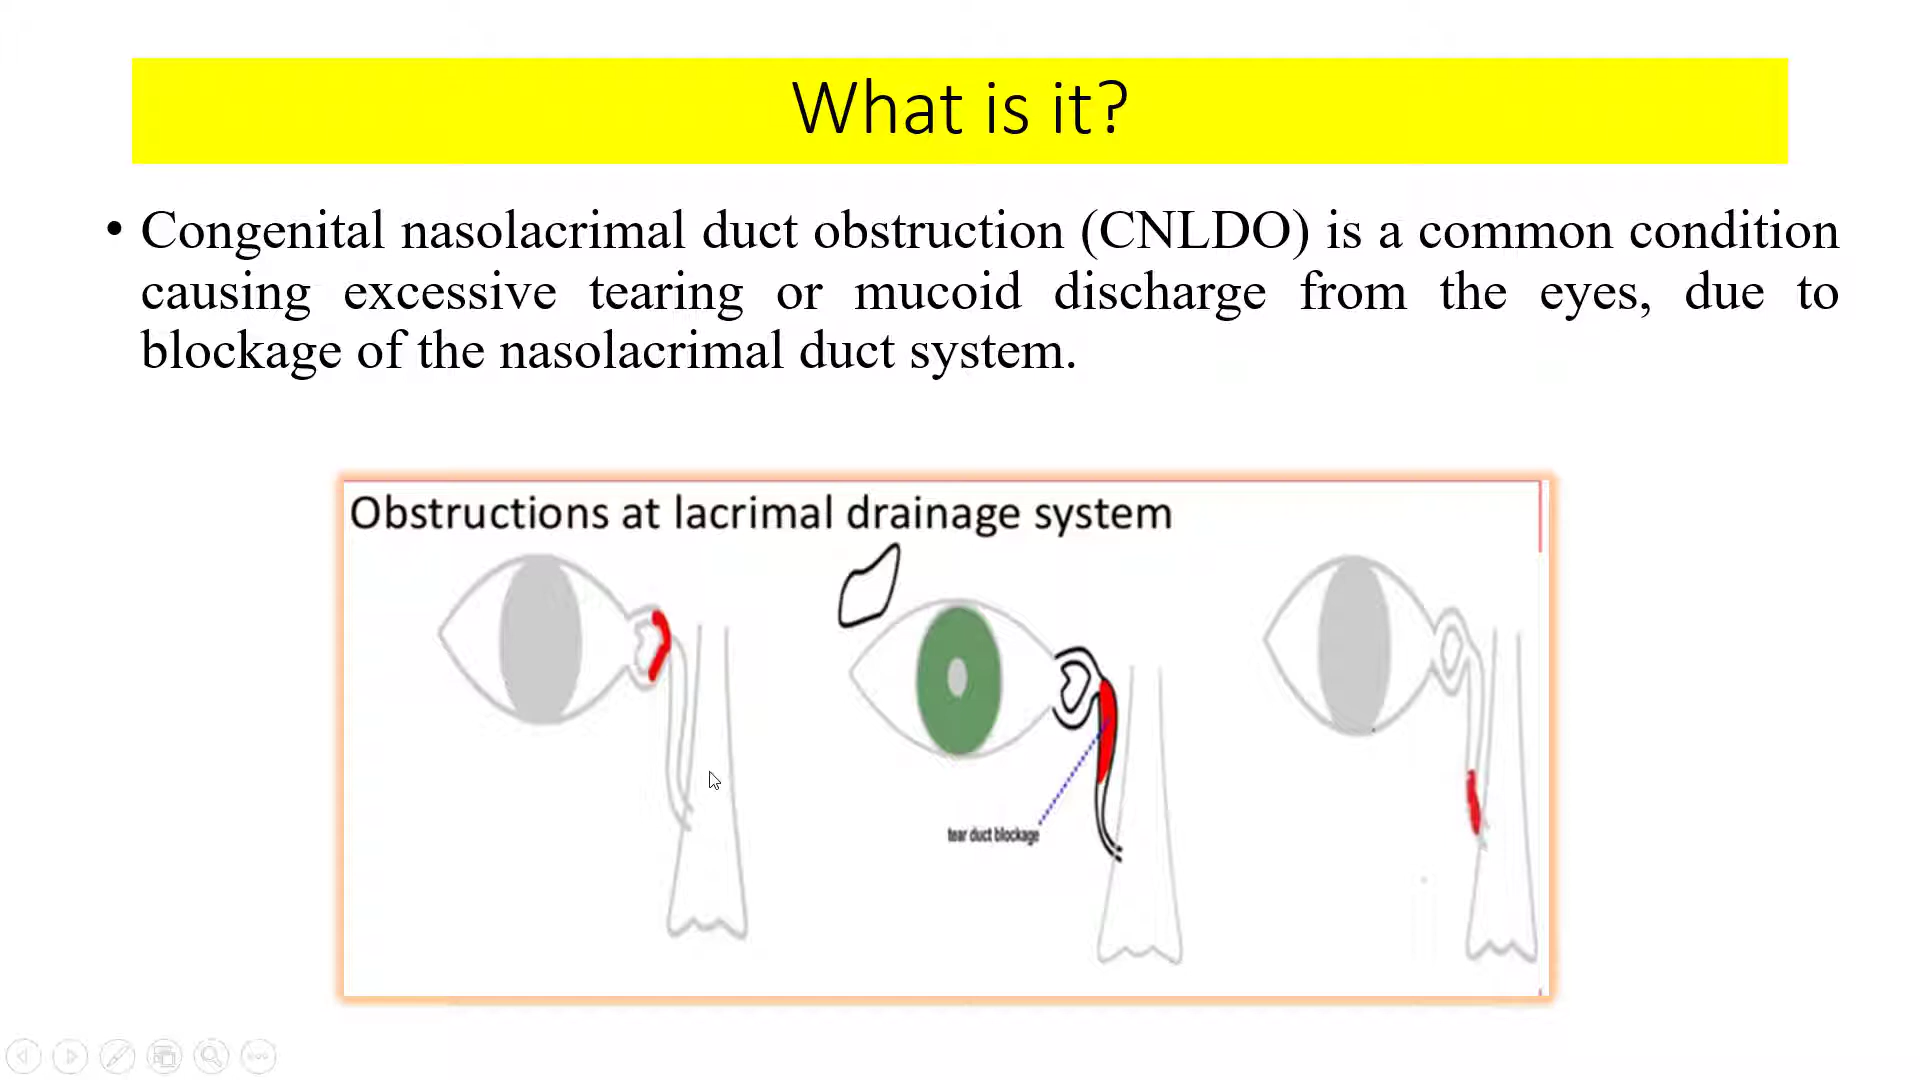 What is it?
• Congenital nasolacrimal duct obstruction (CNLDO) is a common condition
causing excessive tearing or mucoid discharge from the eyes, due to
blockage of the nasolacrimal duct system.
Obstructions at lacrimal drainage system
tear duct blockage